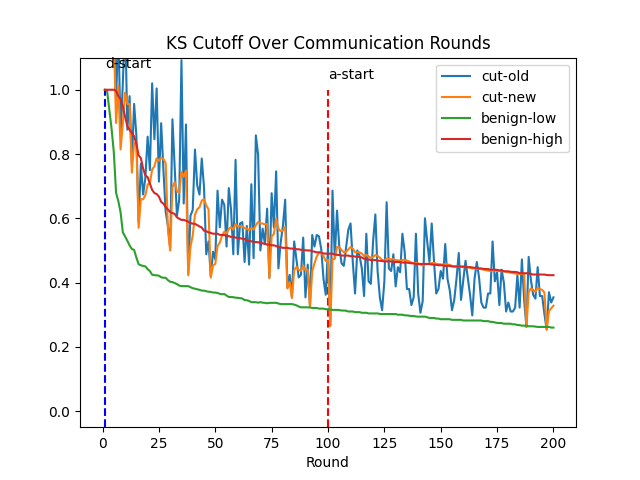 KS Cutoff Over Communication Rounds
d-start
a-start
cut-old
cut-new
benign-low
benign-high
1.0
0.8
0.6
0.4
0.2
0.0
0
25
50
75
100
125
150
175
200
Round